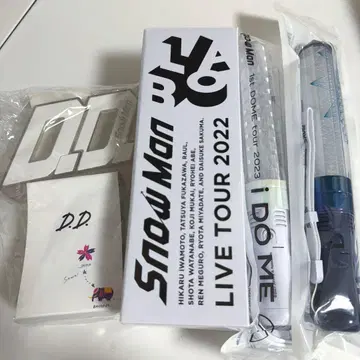 D.D.
D.D.
Snow Man
LIVE TOUR 2022
HIKARU IWAMOTO, TATSUYA FUKAZAWA, RAUL,
SHOTA WATANABE, KOJI MUKAI, RYOHEI ABE,
REN MEGURO, RYOTA MIYADATE, AND DAISUKE SAKUMA.
Snow Man 1st DOME tour 2023
i DO ME
Snow Man